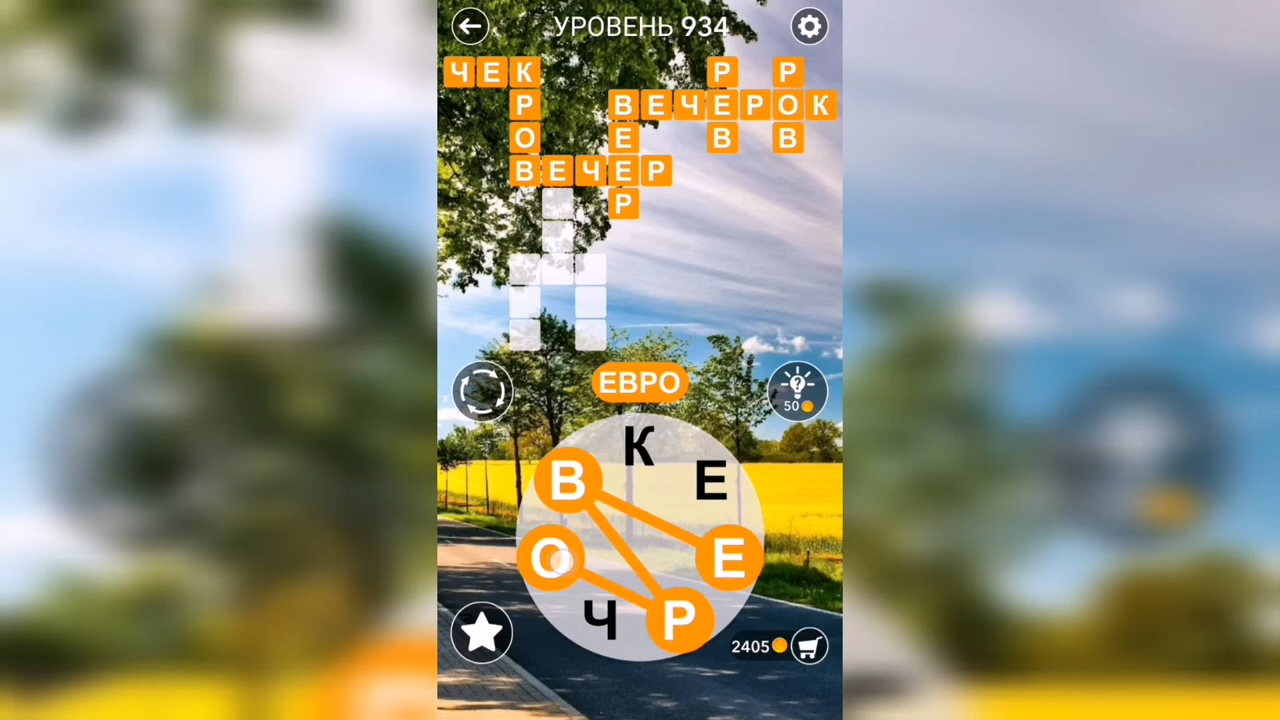 УРОВЕНЬ 934
ЧЕК Р Р
Р ВЕЧЕРОК
О Е В В
ВЕЧЕР
Р
ЕВРО
50
К
В Е
О Е
Ч Р
2405